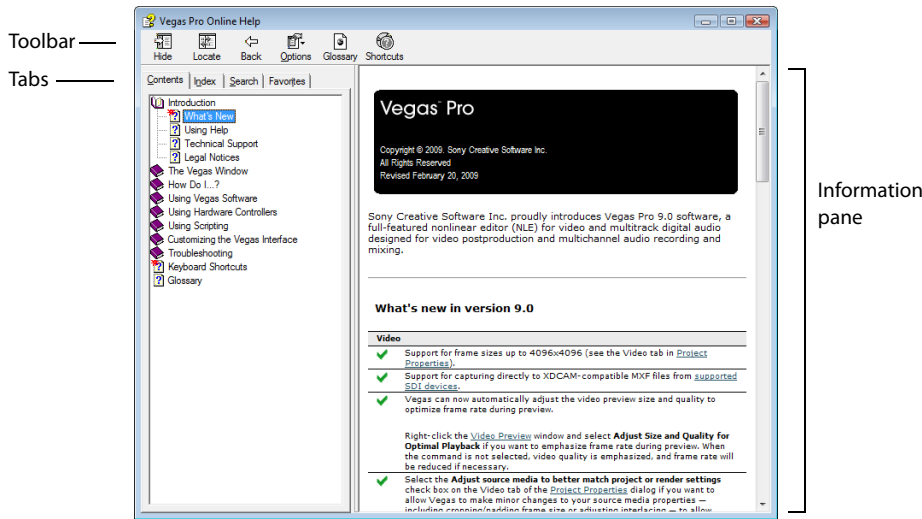 Vegas Pro Online Help
Toolbar
Hide Locate Back Options Glossary Shortcuts
Tabs
Contents Index Search Favorites
Introduction
What's New
Using Help
Technical Support
Legal Notices
The Vegas Window
How Do I...?
Using Vegas Software
Using Hardware Controllers
Using Scripting
Customizing the Vegas Interface
Troubleshooting
Keyboard Shortcuts
Glossary
Vegas™ Pro
Copyright © 2009. Sony Creative Software Inc.
All Rights Reserved
Revised February 20, 2009
Sony Creative Software Inc. proudly introduces Vegas Pro 9.0 software, a
full-featured nonlinear editor (NLE) for video and multitrack digital audio
designed for video postproduction and multichannel audio recording and
mixing.
What's new in version 9.0
Video
Support for frame sizes up to 4096x4096 (see the Video tab in Project
Properties).
Support for capturing directly to XDCAM-compatible MXF files from supported
SDI devices.
Vegas can now automatically adjust the video preview size and quality to
optimize frame rate during preview.
Right-click the Video Preview window and select Adjust Size and Quality for
Optimal Playback if you want to emphasize frame rate during preview. When
the command is not selected, video quality is emphasized, and frame rate will
be reduced if necessary.
Select the Adjust source media to better match project or render settings
check box on the Video tab of the Project Properties dialog if you want to
allow Vegas to make minor changes to your source media properties —
including cropping/padding frame size or adjusting interlacing — to allow
Information
pane